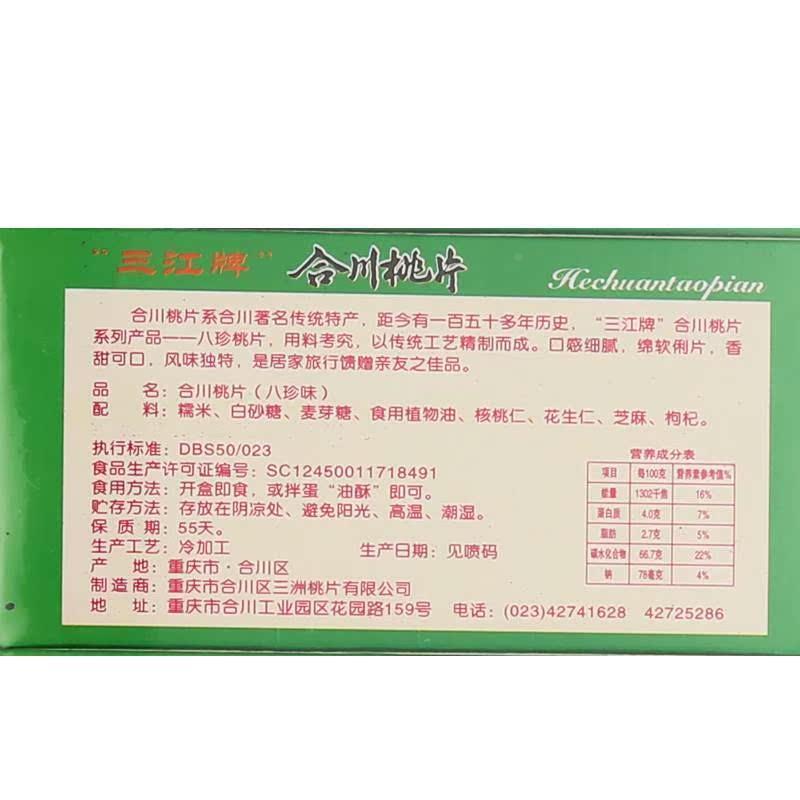 “三江牌” 合川桃片 Hechuantaopian
合川桃片系合川著名传统特产，距今有一百五十多年历史，“三江牌”合川桃片
系列产品——八珍桃片，用料考究，以传统工艺精制而成。口感细腻，绵软俐片，香
甜可口，风味独特，是居家旅行馈赠亲友之佳品。
品 名：合川桃片（八珍味）
配 料：糯米、白砂糖、麦芽糖、食用植物油、核桃仁、花生仁、芝麻、枸杞。
执行标准：DBS50/023
食品生产许可证编号：SC12450011718491
食用方法：开盒即食，或拌蛋“油酥”即可。
贮存方法：存放在阴凉处、避免阳光、高温、潮湿。
保 质 期：55天。
生产工艺：冷加工 生产日期：见喷码
产 地：重庆市·合川区
制造商：重庆市合川区三洲桃片有限公司
地 址：重庆市合川工业园区花园路159号 电话：(023)42741628 42725286
营养成分表
项目 每100克 营养素参考值%
能量 1302千焦 16%
蛋白质 4.0克 7%
脂肪 2.7克 5%
碳水化合物 66.7克 22%
钠 78毫克 4%